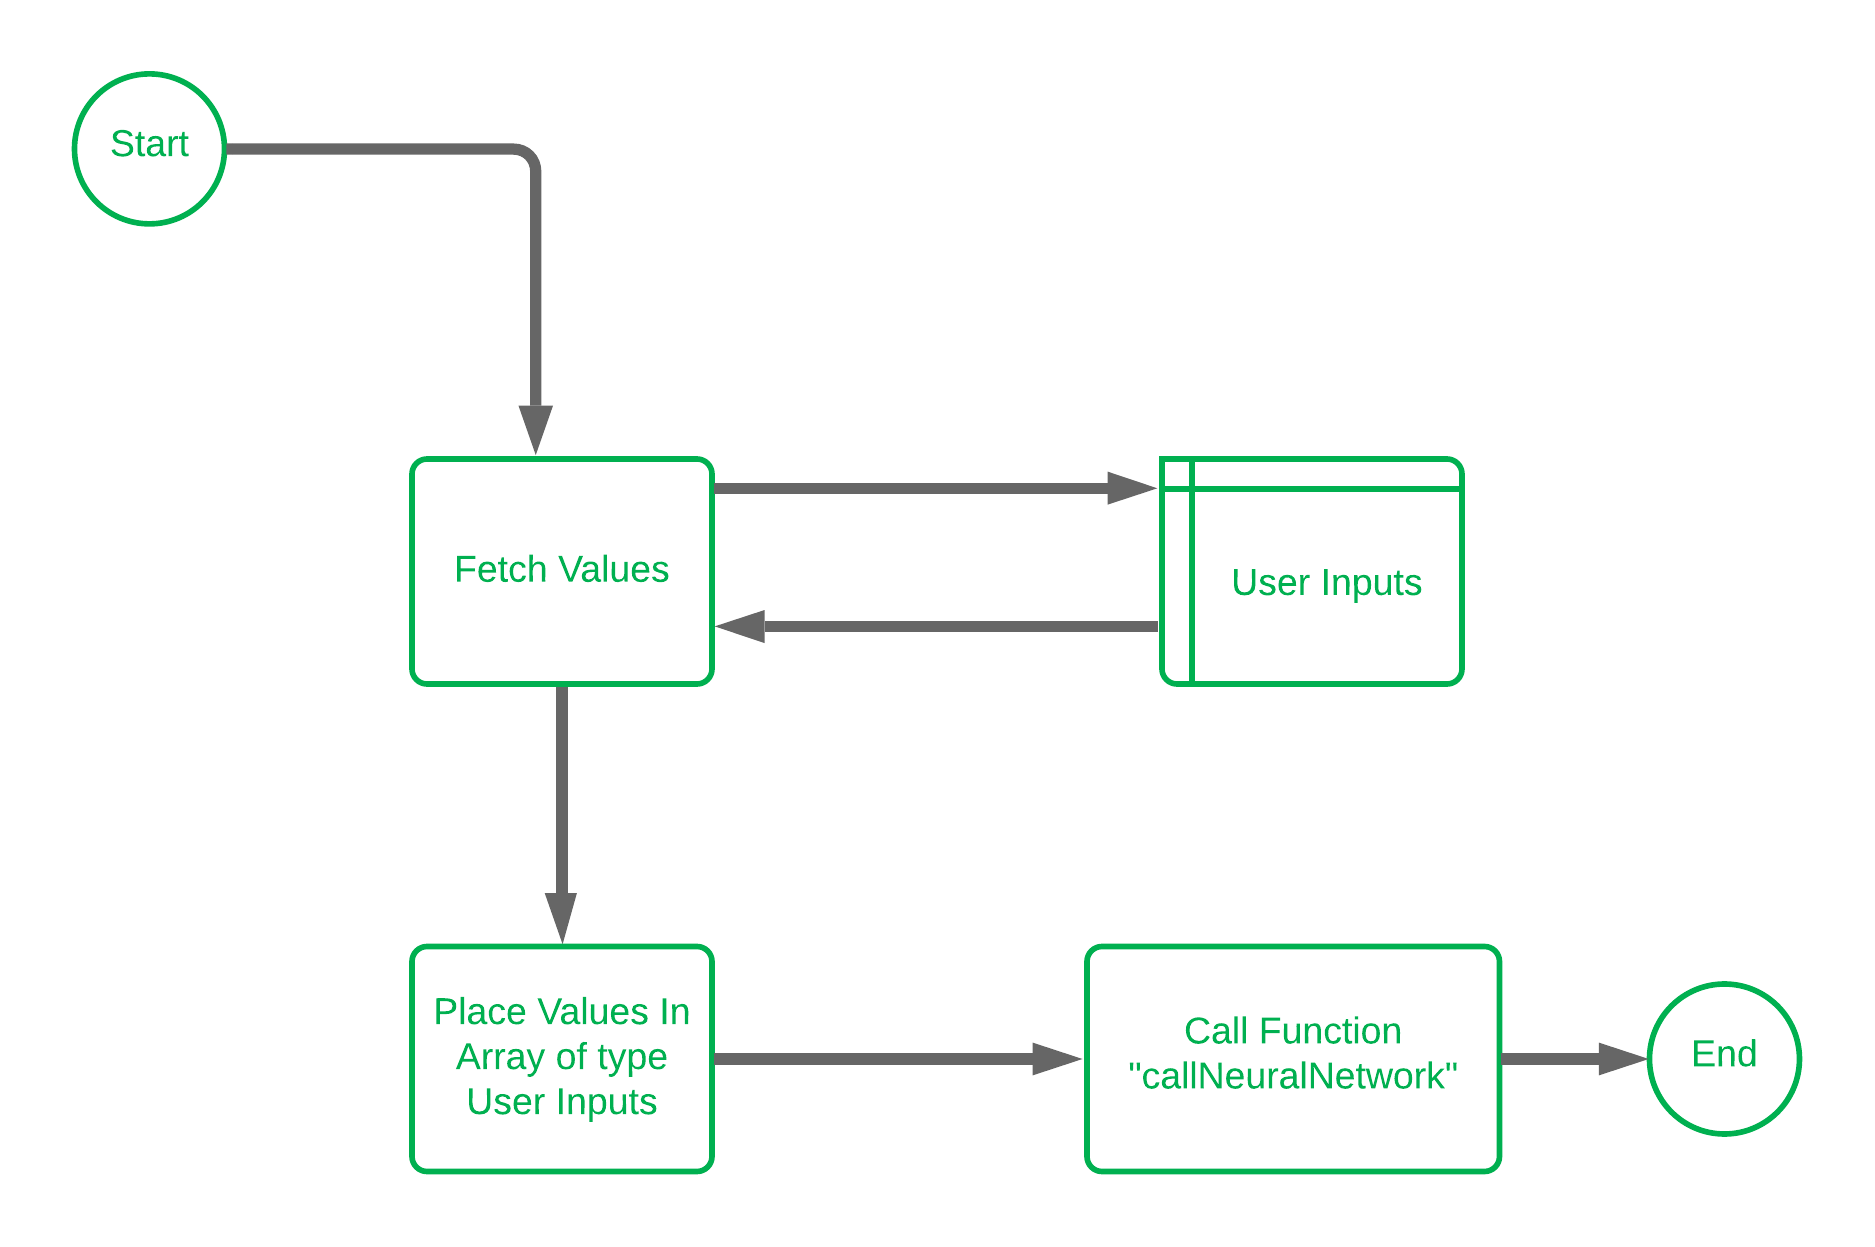 Start
Fetch Values
User Inputs
Place Values In
Array of type
User Inputs
Call Function
"callNeuralNetwork"
End